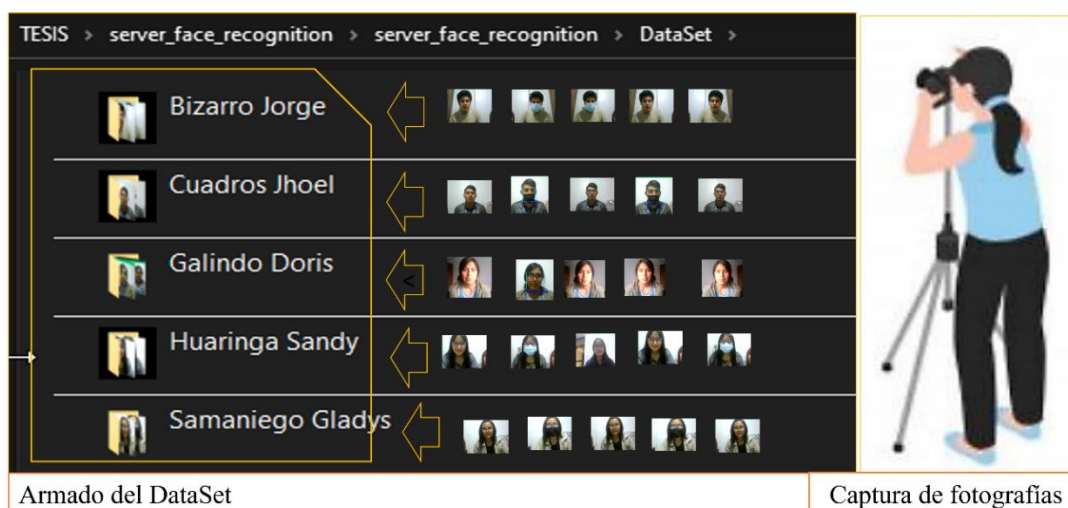 TESIS > server_face_recognition > server_face_recognition > DataSet >
Bizarro Jorge
Cuadros Jhoel
Galindo Doris
<
Huaringa Sandy
Samaniego Gladys
Armado del DataSet
Captura de fotografías